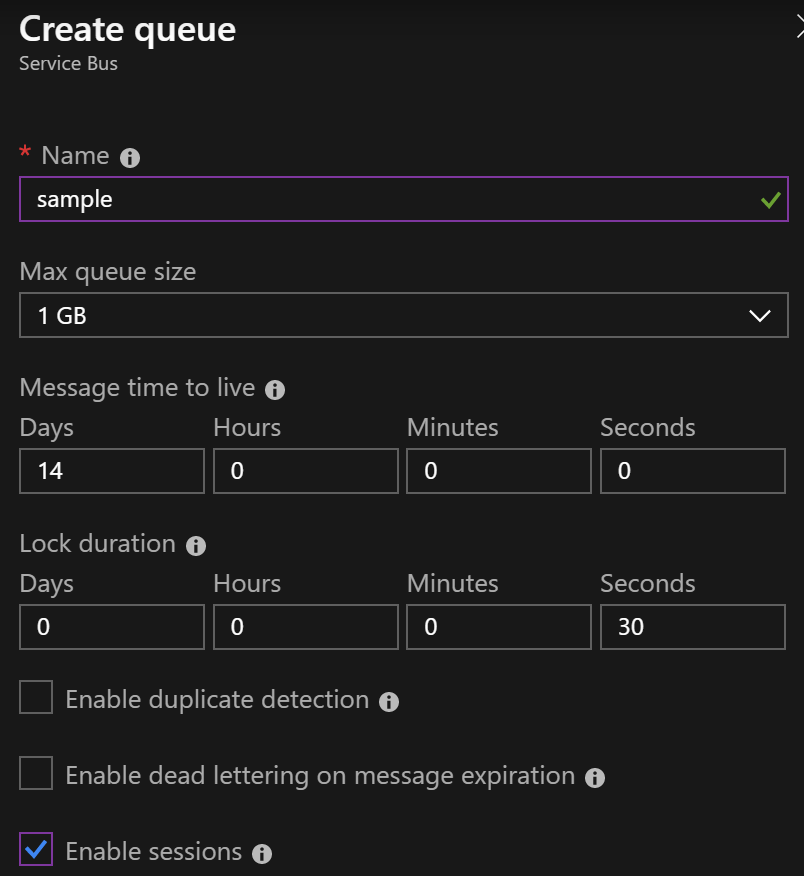 Create queue
Service Bus
* Name
sample
Max queue size
1 GB
Message time to live
Days Hours Minutes Seconds
14 0 0 0
Lock duration
Days Hours Minutes Seconds
0 0 0 30
Enable duplicate detection
Enable dead lettering on message expiration
Enable sessions